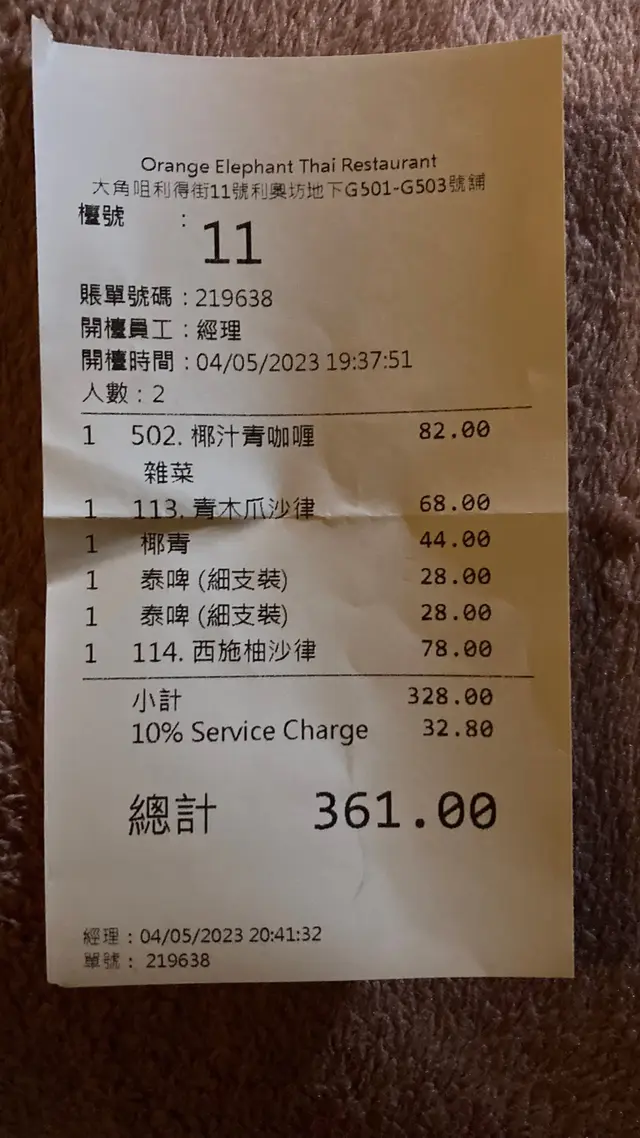 Orange Elephant Thai Restaurant
大角咀利得街11號利奧坊地下G501-G503號舖
檯號 :
11
賬單號碼 : 219638
開檯員工 : 經理
開檯時間 : 04/05/2023 19:37:51
人數 : 2
1 502. 椰汁青咖喱 82.00
雜菜
1 113. 青木瓜沙律 68.00
1 椰青 44.00
1 泰啤 (細支裝) 28.00
1 泰啤 (細支裝) 28.00
1 114. 西施柚沙律 78.00
小計 328.00
10% Service Charge 32.80
總計 361.00
經理 : 04/05/2023 20:41:32
單號 : 219638